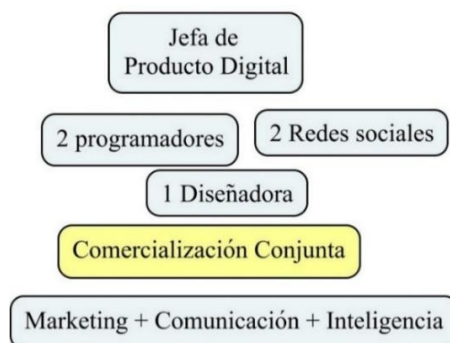 Jefa de
Producto Digital
2 programadores
2 Redes sociales
1 Diseñadora
Comercialización Conjunta
Marketing + Comunicación + Inteligencia